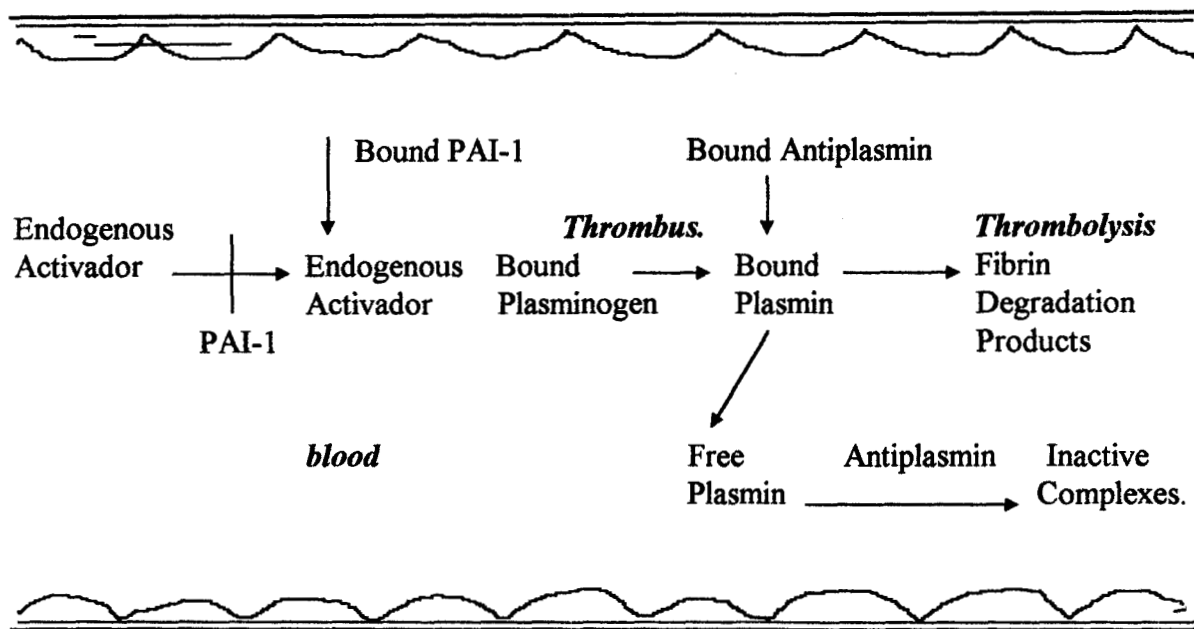 Bound PAI-1
Bound Antiplasmin
Endogenous
Activador
PAI-1
Endogenous
Activador
Thrombus.
Bound
Plasminogen
Bound
Plasmin
Thrombolysis
Fibrin
Degradation
Products
blood
Free
Plasmin
Antiplasmin
Inactive
Complexes.